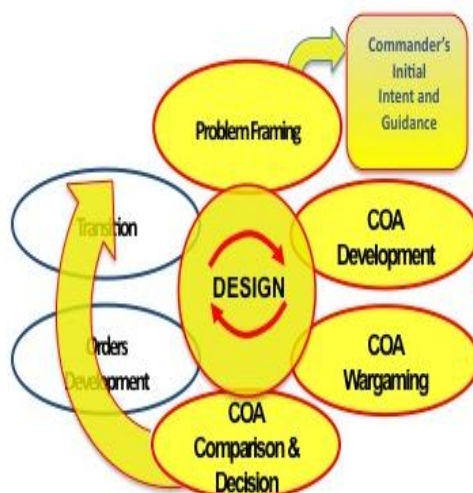 Commander's
Initial
Intent and
Guidance
Problem Framing
COA
Development
COA
Wargaming
COA
Comparison &
Decision
Orders
Development
Transition
DESIGN